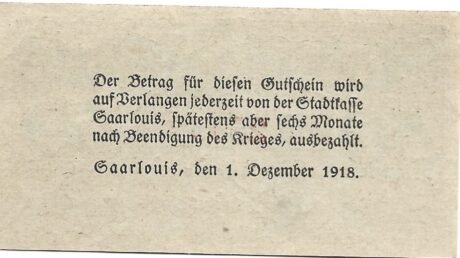 Der Betrag für diesen Gutschein wird
auf Verlangen jederzeit von der Stadtkasse
Saarlouis, spätestens aber sechs Monate
nach Beendigung des Krieges, ausbezahlt.
Saarlouis, den 1. Dezember 1918.